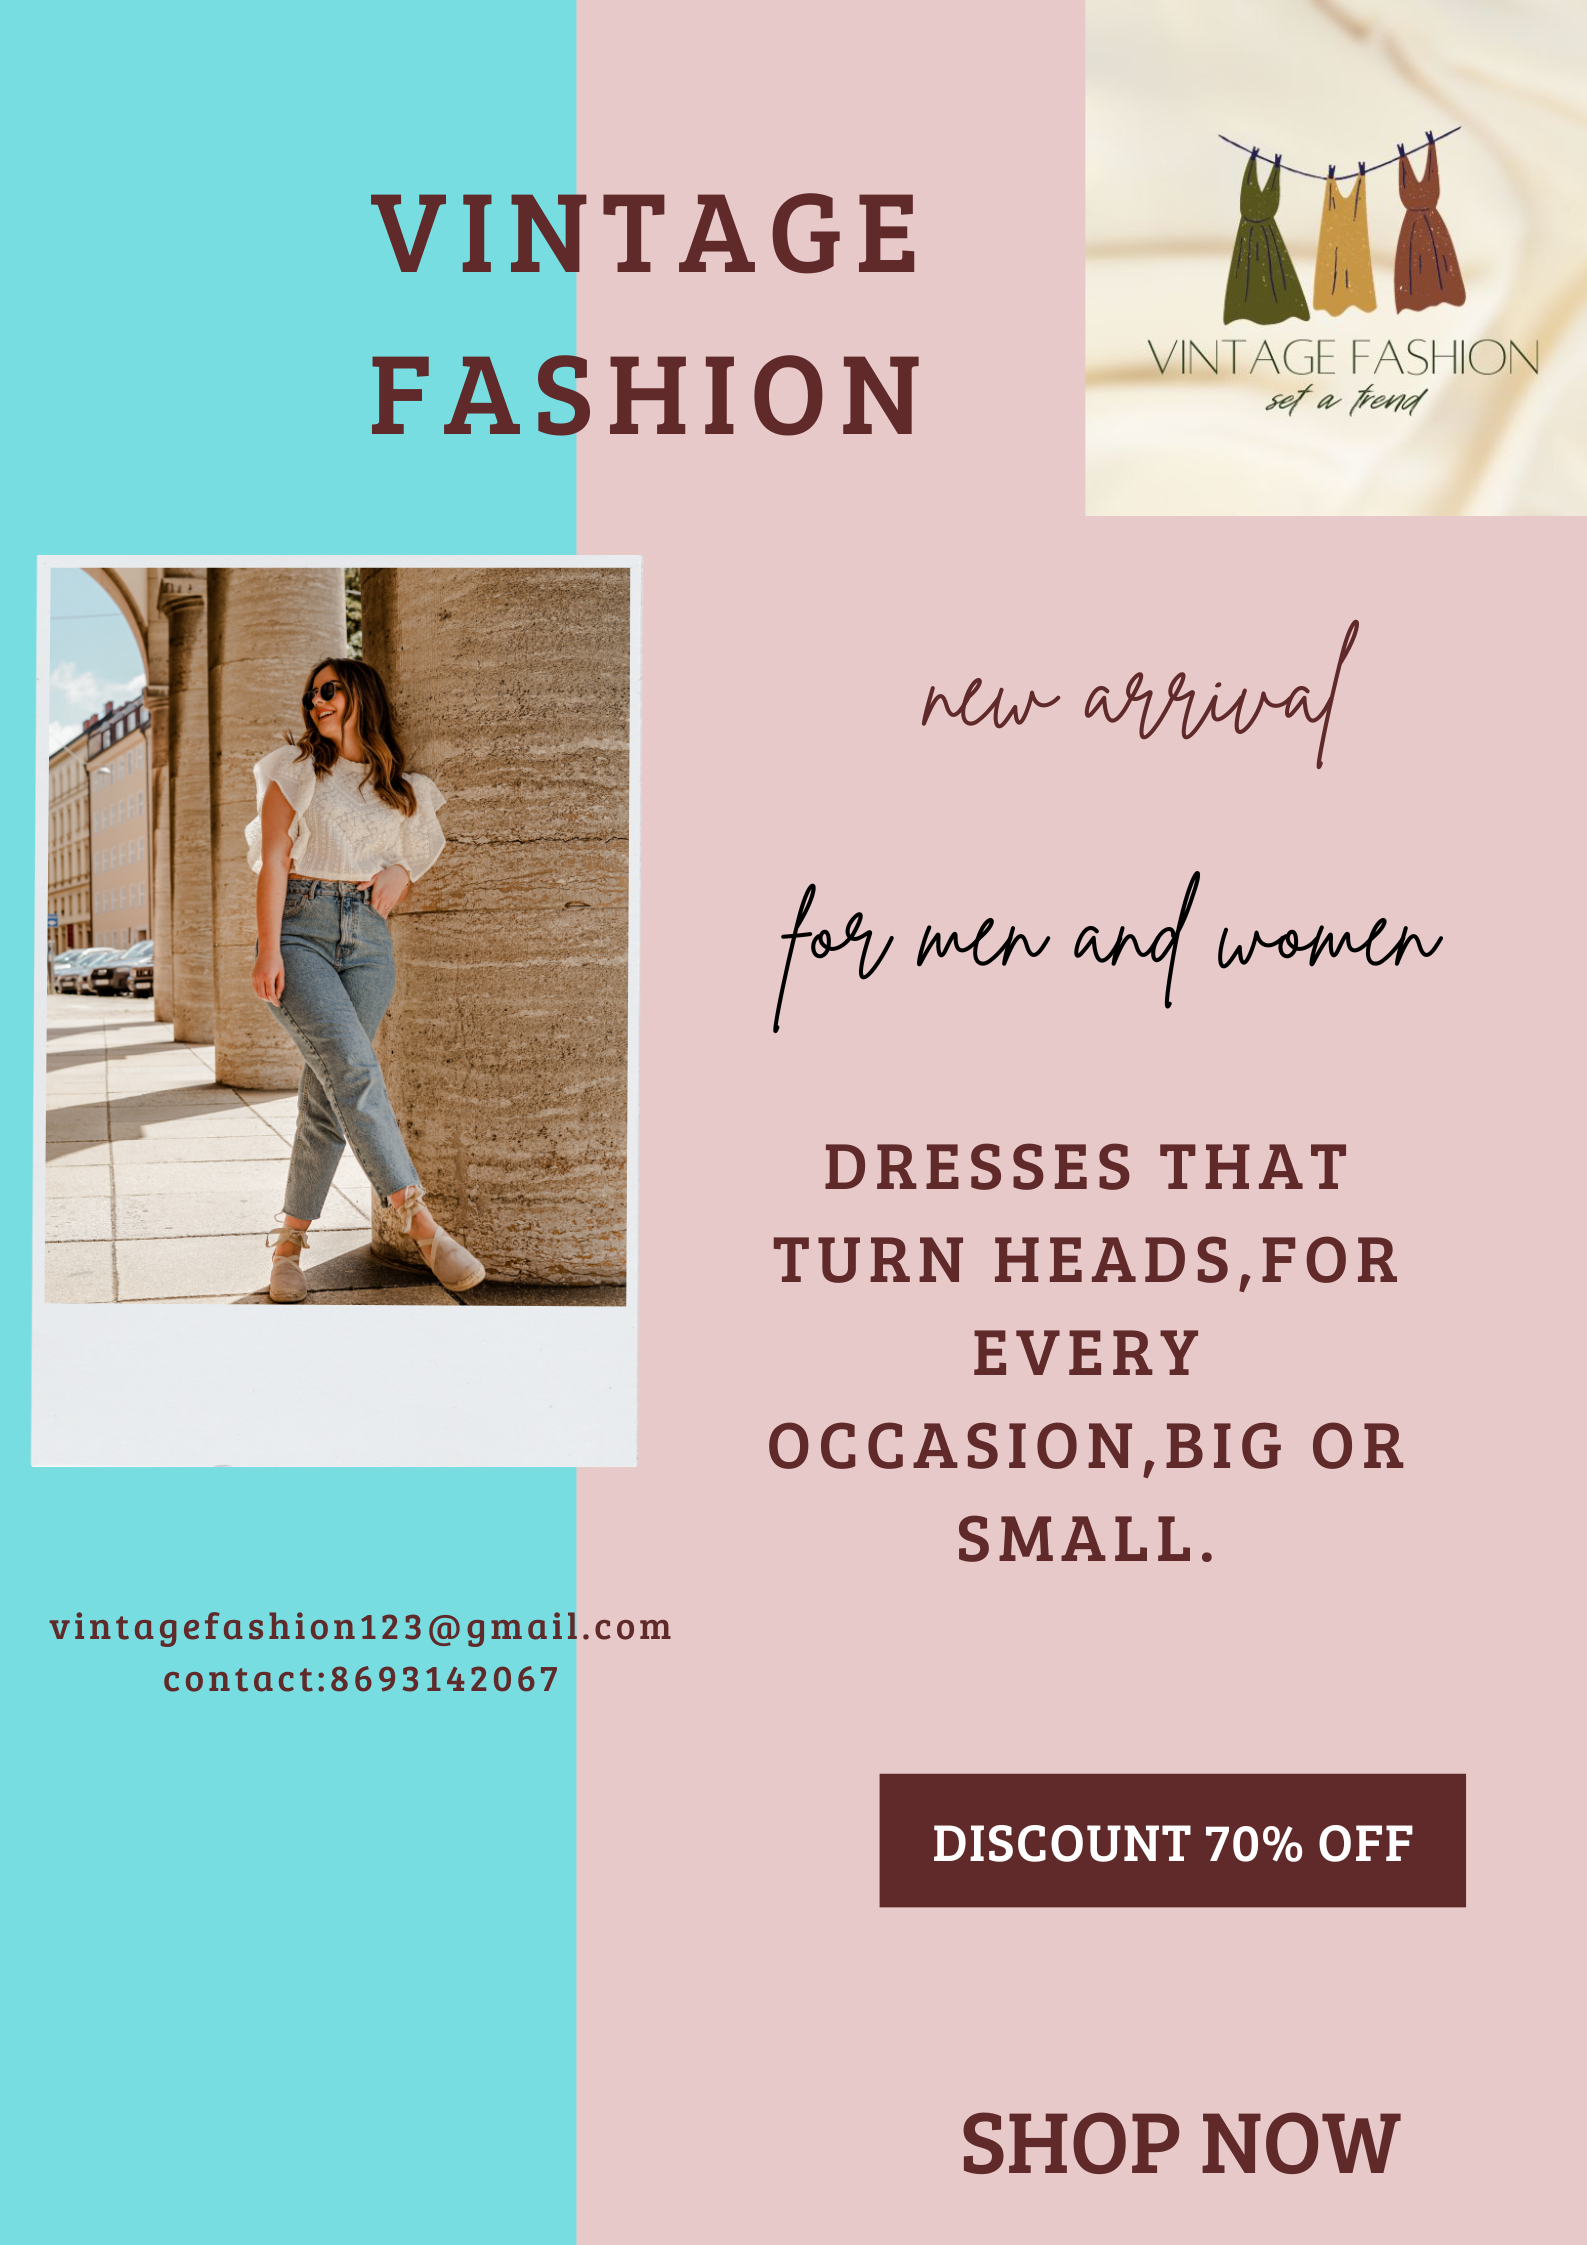 VINTAGE
FASHION
VINTAGE FASHION
set a trend
new arrival
for men and women
DRESSES THAT
TURN HEADS,FOR
EVERY
OCCASION,BIG OR
SMALL.
vintagefashion123@gmail.com
contact:8693142067
DISCOUNT 70% OFF
SHOP NOW